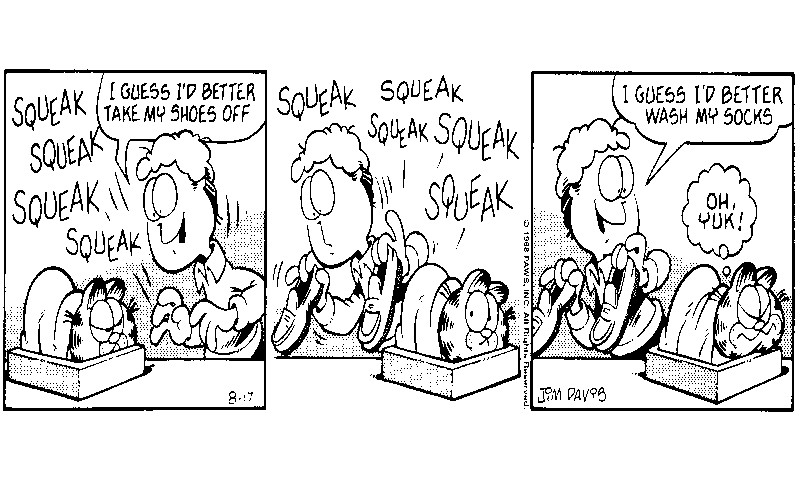 SQUEAK
SQUEAK
SQUEAK
SQUEAK
I GUESS I'D BETTER
TAKE MY SHOES OFF
8-17
SQUEAK
SQUEAK
SQUEAK
SQUEAK
SQUEAK
© 1988 PAWS, INC. All Rights Reserved.
I GUESS I'D BETTER
WASH MY SOCKS
OH,
YUK!
JIM DAVIS